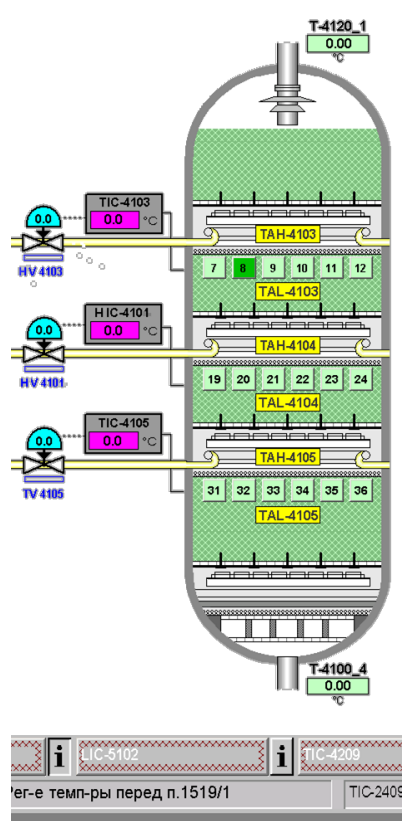 T-4120_1
0.00
°C
TIC-4103
0.0
0.0 °C
TAH-4103
HV 4103
7 8 9 10 11 12
TAL-4103
HIC-4101
0.0
0.0 °C
TAH-4104
HV 4101
19 20 21 22 23 24
TAL-4104
TIC-4105
0.0
0.0 °C
TAH-4105
TV 4105
31 32 33 34 35 36
TAL-4105
T-4100_4
0.00
°C
i LIC-5102 i TIC-4209
Рег-е темп-ры перед п.1519/1 TIC-2409